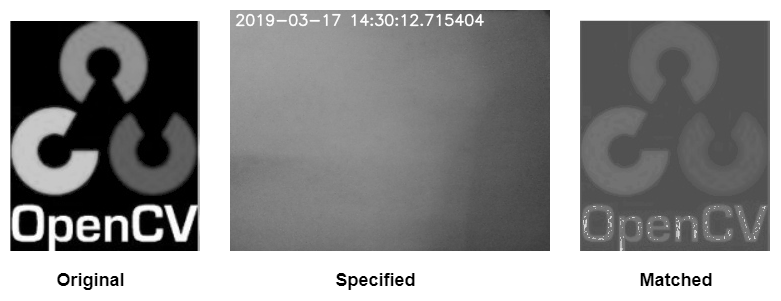 2019-03-17 14:30:12.715404
OpenCV
OpenCV
Original
Specified
Matched